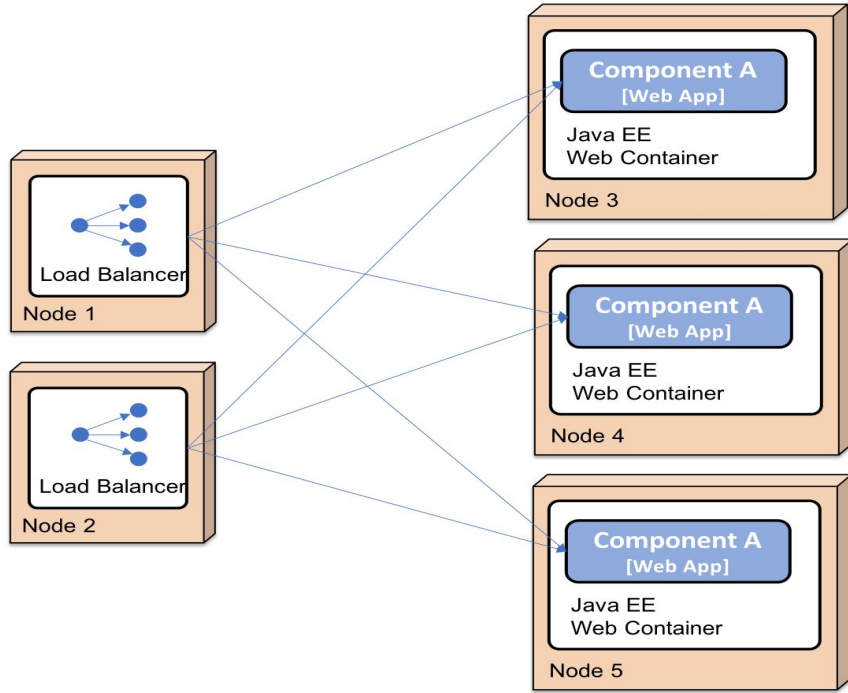 Load Balancer
Node 1
Load Balancer
Node 2
Component A
[Web App]
Java EE
Web Container
Node 3
Component A
[Web App]
Java EE
Web Container
Node 4
Component A
[Web App]
Java EE
Web Container
Node 5